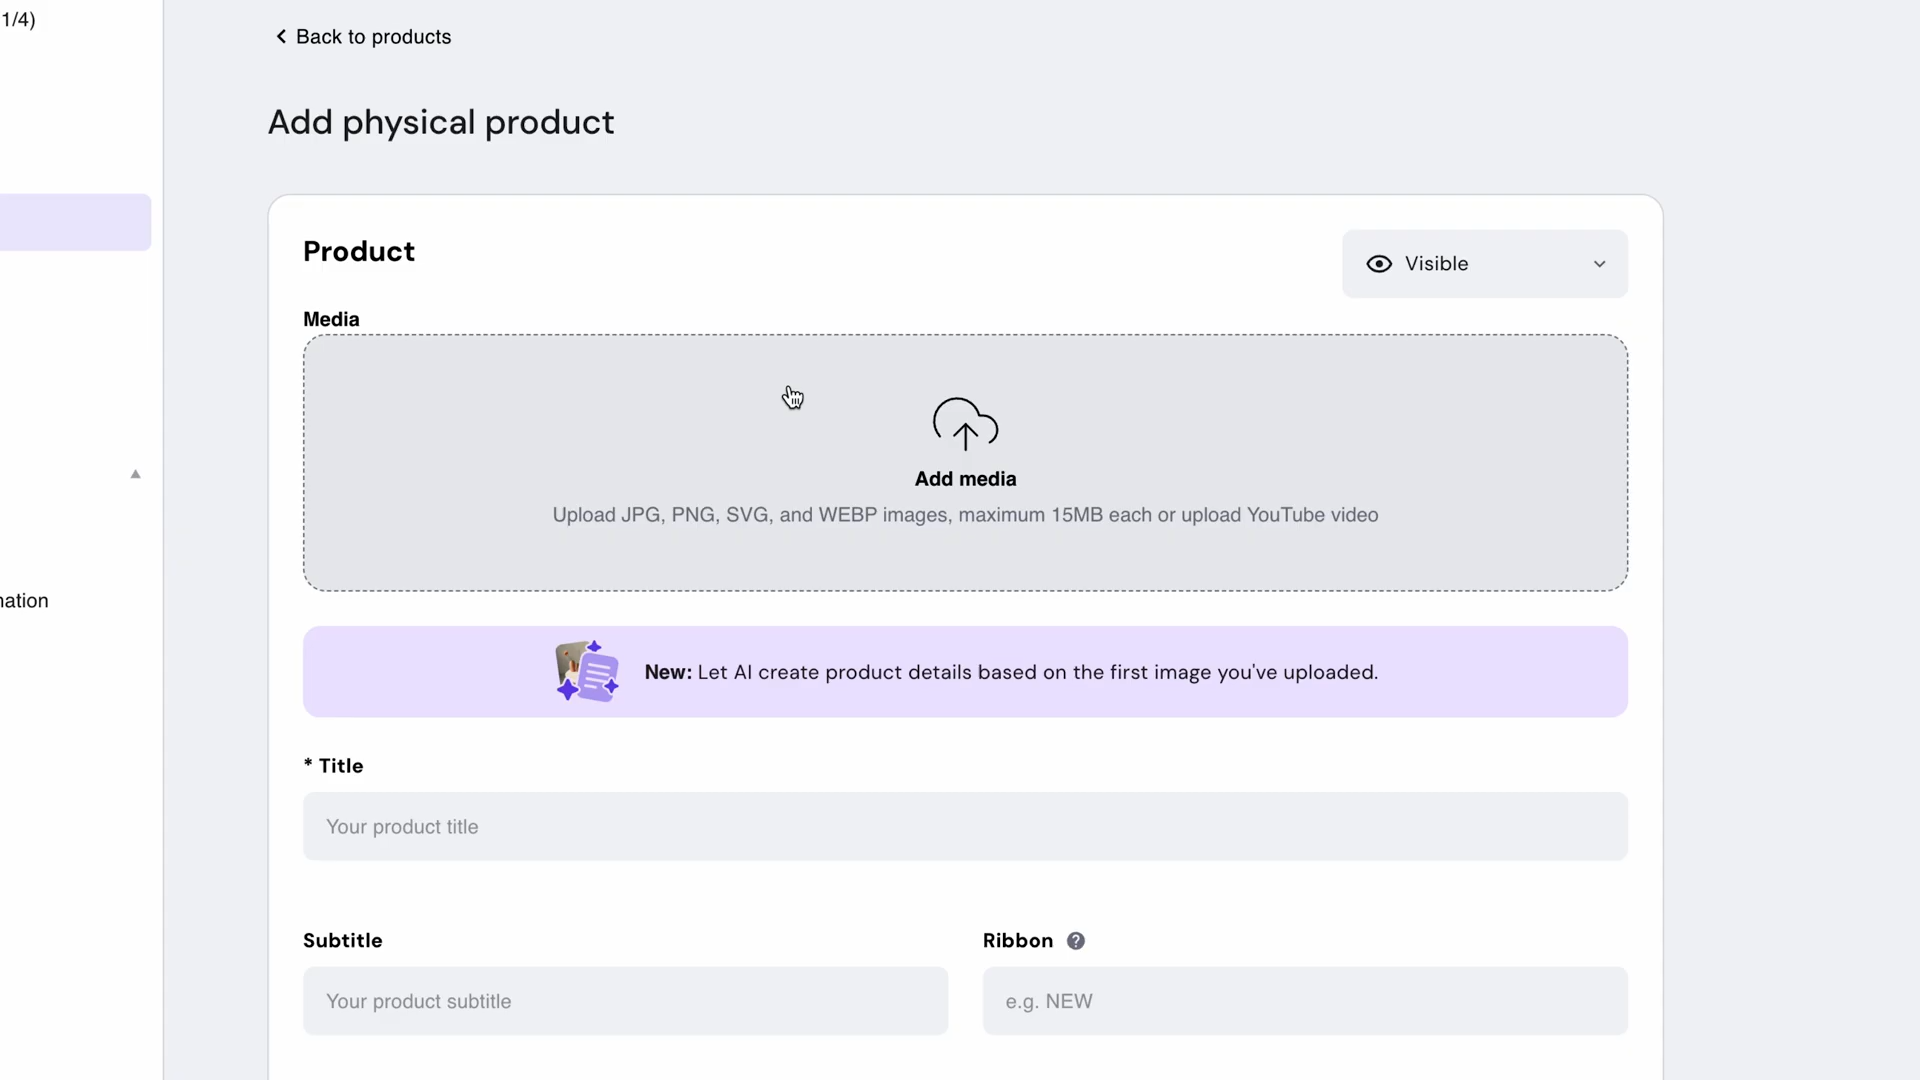 1/4)
Back to products
Add physical product
Product
Visible
Media
Add media
Upload JPG, PNG, SVG, and WEBP images, maximum 15MB each or upload YouTube video
nation
New: Let AI create product details based on the first image you've uploaded.
* Title
Your product title
Subtitle
Ribbon ?
Your product subtitle
e.g. NEW